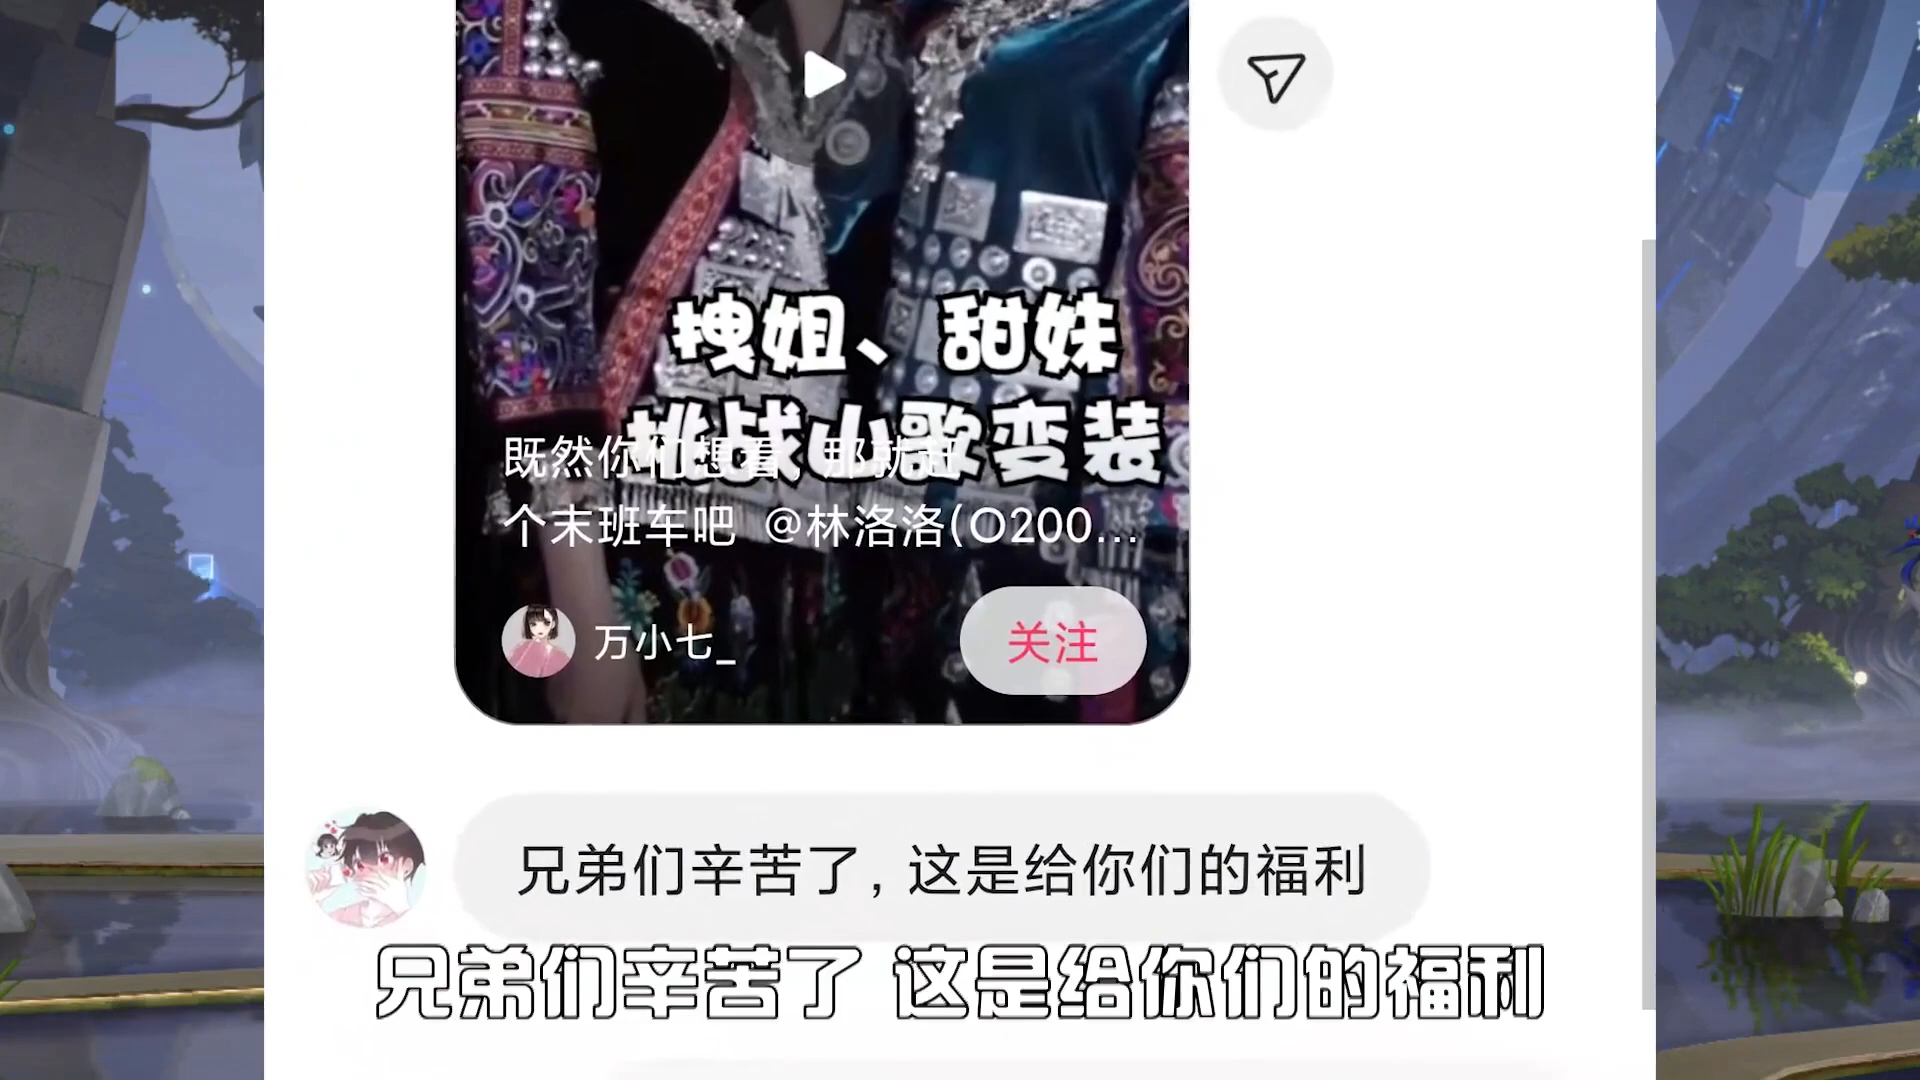 拽姐、甜妹
挑战山歌变装
既然你们想看，那就赶
个末班车吧 @林洛洛(O200...
万小七_
关注
兄弟们辛苦了，这是给你们的福利
兄弟们辛苦了 这是给你们的福利